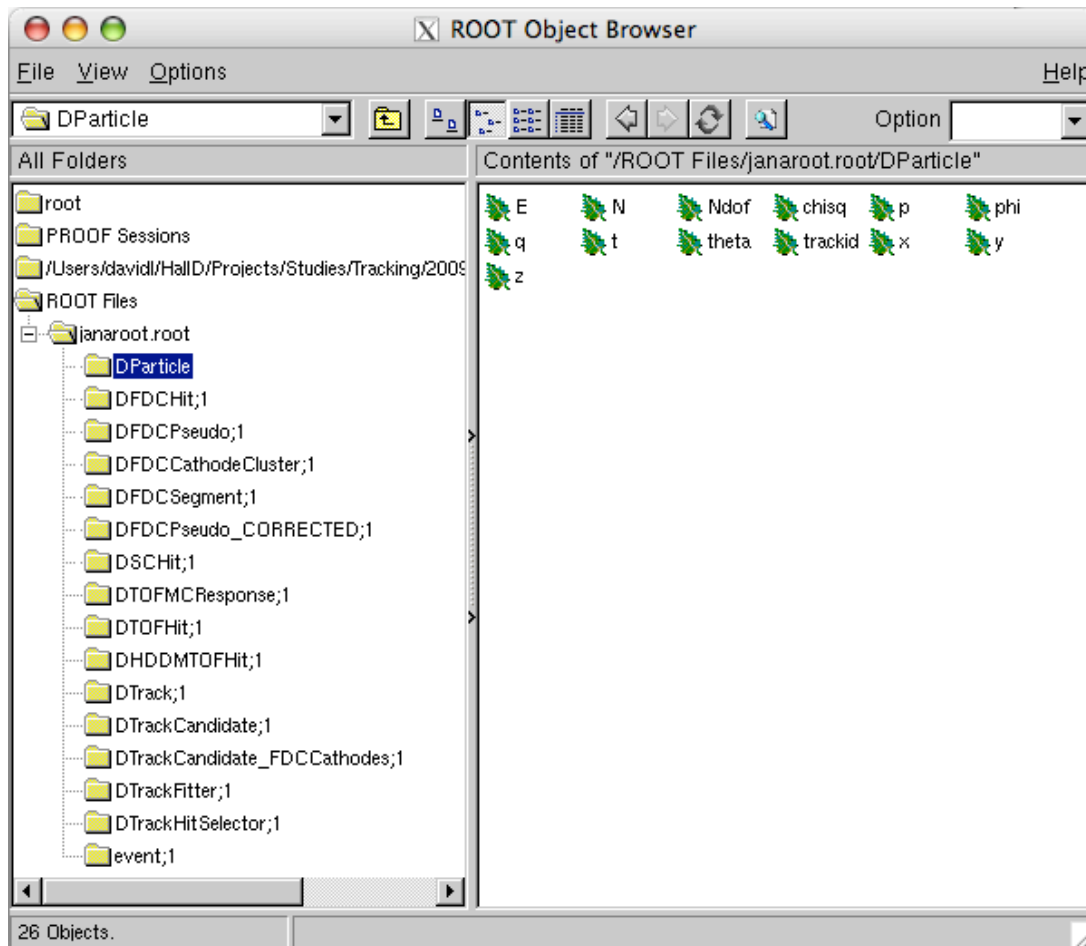 ROOT Object Browser
File View Options Help
DParticle Option
All Folders
Contents of "/ROOT Files/janaroot.root/DParticle"
root
PROOF Sessions
/Users/davidl/HallD/Projects/Studies/Tracking/2009
ROOT Files
janaroot.root
DParticle
DFDCHit;1
DFDCPseudo;1
DFDCCathodeCluster;1
DFDCSegment;1
DFDCPseudo_CORRECTED;1
DSCHit;1
DTOFMCResponse;1
DTOFHit;1
DHDDMTOFHit;1
DTrack;1
DTrackCandidate;1
DTrackCandidate_FDCCathodes;1
DTrackFitter;1
DTrackHitSelector;1
event;1
E N Ndof chisq p phi
q t theta trackid x y
z
26 Objects.